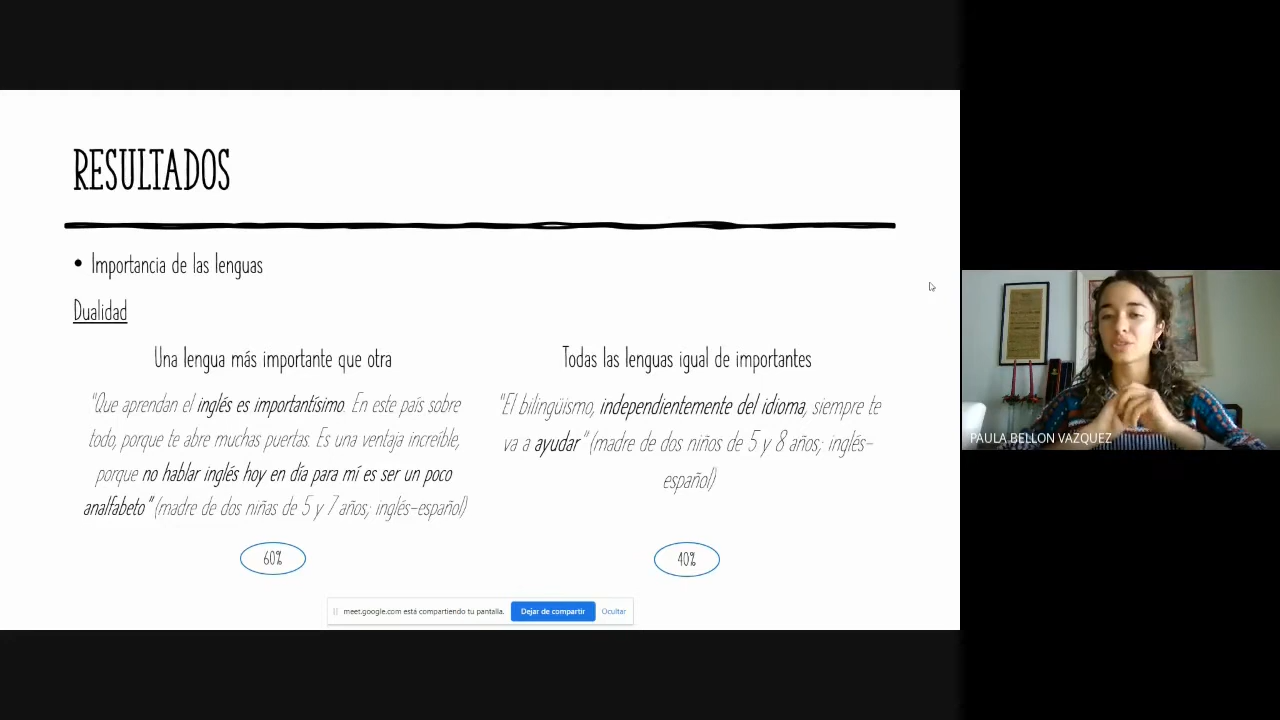 RESULTADOS
• Importancia de las lenguas
Dualidad
Una lengua más importante que otra
"Que aprendan el inglés es importantísimo. En este país sobre
todo, porque te abre muchas puertas. Es una ventaja increíble,
porque no hablar inglés hoy en día para mí es ser un poco
analfabeto" (madre de dos niñas de 5 y 7 años; inglés-español)
60%
Todas las lenguas igual de importantes
"El bilingüismo, independientemente del idioma, siempre te
va a ayudar" (madre de dos niños de 5 y 8 años; inglés-
español)
40%
meet.google.com está compartiendo tu pantalla.
Dejar de compartir
Ocultar
PAULA BELLON VAZQUEZ